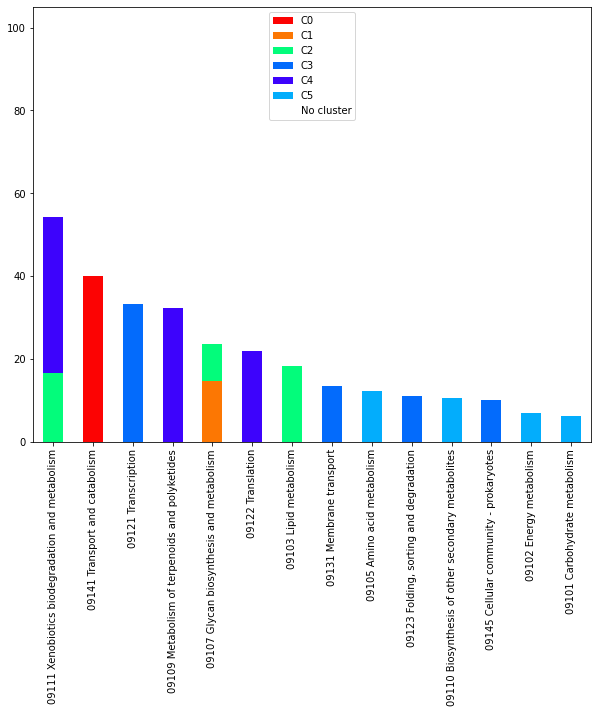 100
80
60
40
20
0
C0
C1
C2
C3
C4
C5
No cluster
09111 Xenobiotics biodegradation and metabolism
09141 Transport and catabolism
09121 Transcription
09109 Metabolism of terpenoids and polyketides
09107 Glycan biosynthesis and metabolism
09122 Translation
09103 Lipid metabolism
09131 Membrane transport
09105 Amino acid metabolism
09123 Folding, sorting and degradation
09110 Biosynthesis of other secondary metabolites
09145 Cellular community - prokaryotes
09102 Energy metabolism
09101 Carbohydrate metabolism